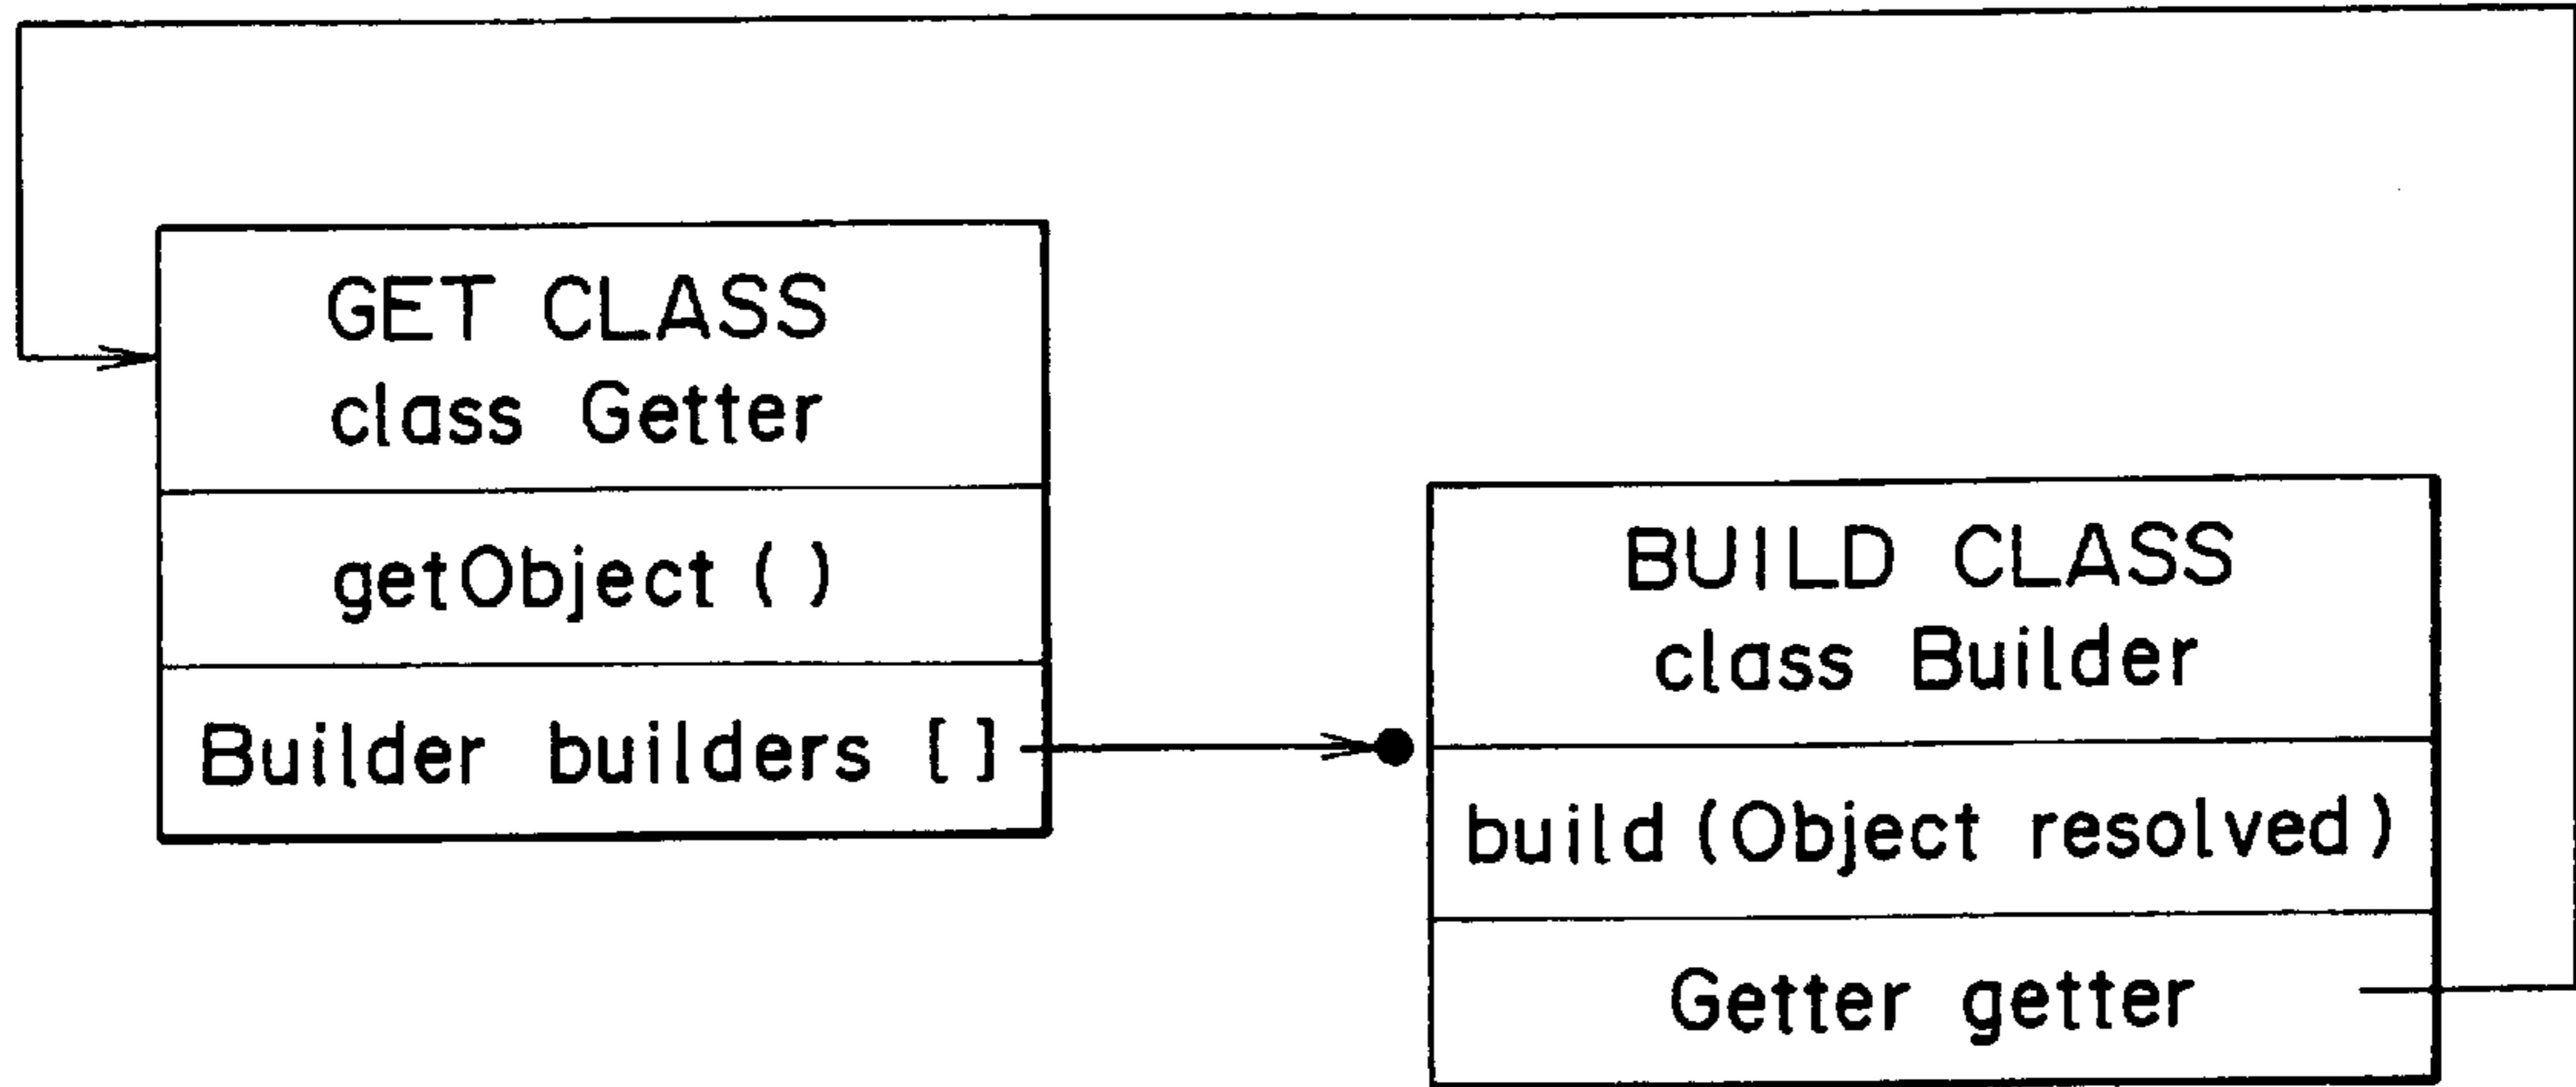 GET CLASS
class Getter
getObject ( )
Builder builders [ ]
BUILD CLASS
class Builder
build (Object resolved)
Getter getter